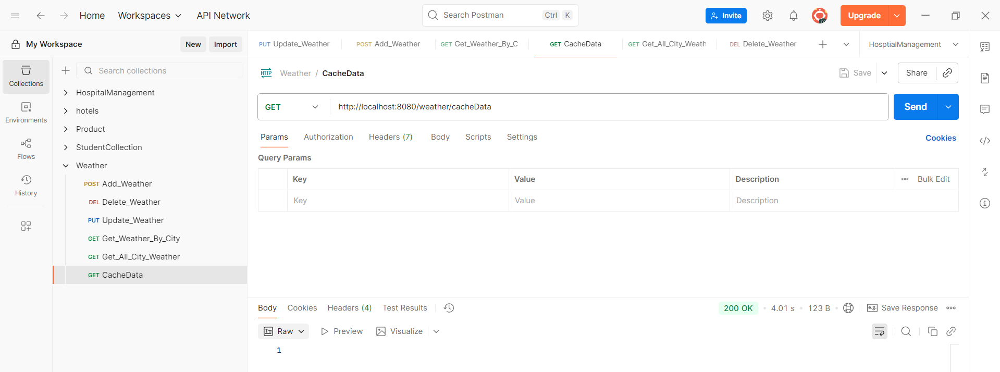 Home Workspaces API Network Search Postman Ctrl K Invite Upgrade
My Workspace New Import
PUT Update_Weather POST Add_Weather GET Get_Weather_By_C GET CacheData GET Get_All_City_Weath DEL Delete_Weather HosptialManagement
Collections
Environments
Flows
History
Search collections
HospitalManagement
hotels
Product
StudentCollection
Weather
POST Add_Weather
DEL Delete_Weather
PUT Update_Weather
GET Get_Weather_By_City
GET Get_All_City_Weather
GET CacheData
HTTP Weather / CacheData Save Share
GET http://localhost:8080/weather/cacheData Send
Params Authorization Headers (7) Body Scripts Settings Cookies
Query Params
Key Value Description Bulk Edit
Key Value Description
Body Cookies Headers (4) Test Results 200 OK 4.01 s 123 B e.g. Save Response
Raw Preview Visualize
1